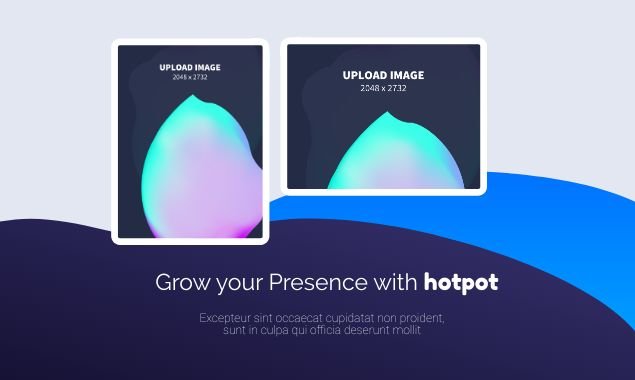 UPLOAD IMAGE
2048 x 2732
UPLOAD IMAGE
2048 x 2732
Grow your Presence with hotpot
Excepteur sint occaecat cupidatat non proident,
sunt in culpa qui officia deserunt mollit